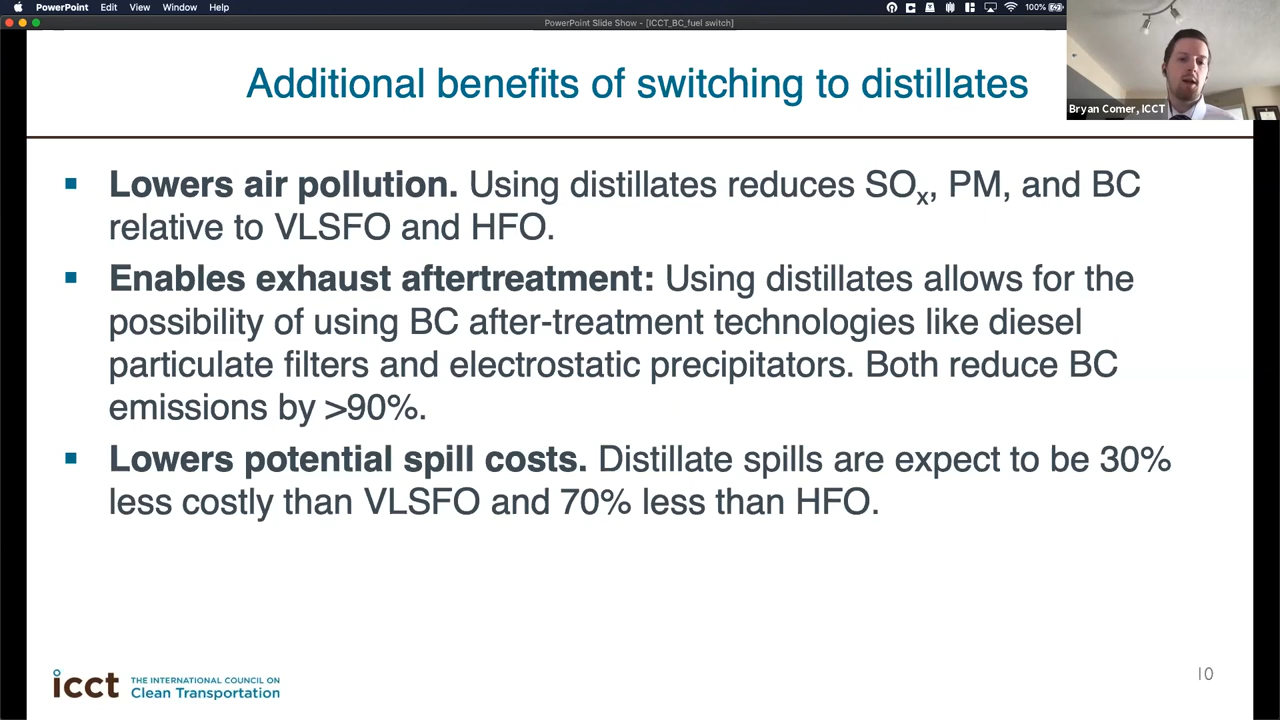 PowerPoint Edit View Window Help 100%
PowerPoint Slide Show - [ICCT_BC_fuel switch]
Additional benefits of switching to distillates
Bryan Comer, ICCT
▪ Lowers air pollution. Using distillates reduces SOx, PM, and BC
relative to VLSFO and HFO.
▪ Enables exhaust aftertreatment: Using distillates allows for the
possibility of using BC after-treatment technologies like diesel
particulate filters and electrostatic precipitators. Both reduce BC
emissions by >90%.
▪ Lowers potential spill costs. Distillate spills are expect to be 30%
less costly than VLSFO and 70% less than HFO.
icct THE INTERNATIONAL COUNCIL ON
Clean Transportation
10